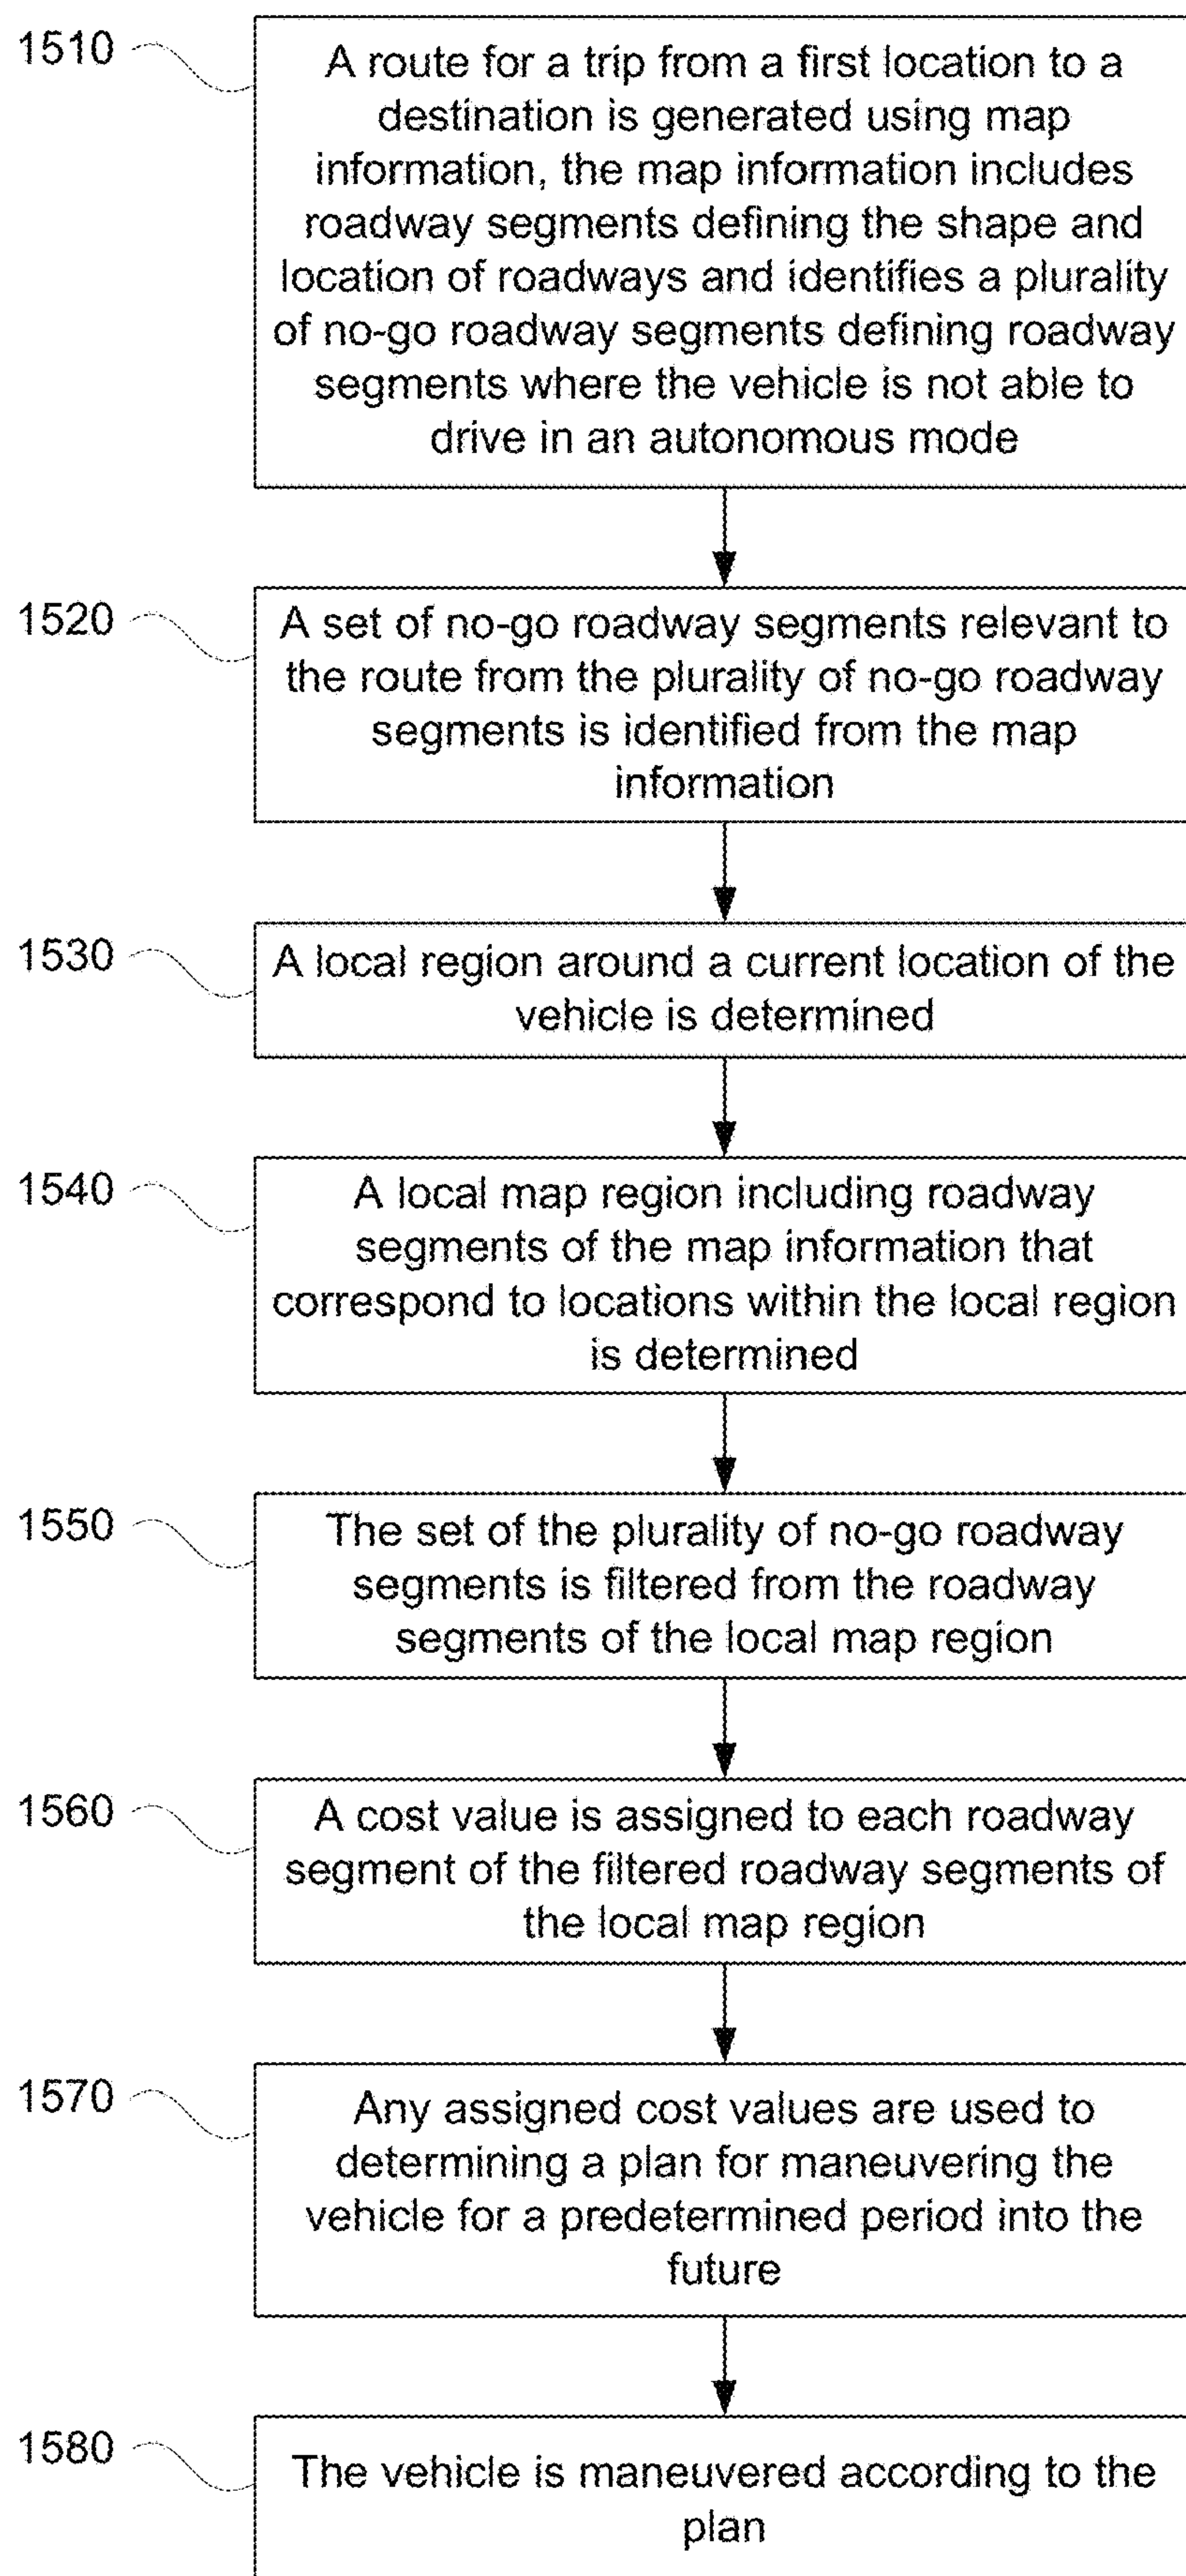 1510
A route for a trip from a first location to a
destination is generated using map
information, the map information includes
roadway segments defining the shape and
location of roadways and identifies a plurality
of no-go roadway segments defining roadway
segments where the vehicle is not able to
drive in an autonomous mode
1520
A set of no-go roadway segments relevant to
the route from the plurality of no-go roadway
segments is identified from the map
information
1530
A local region around a current location of the
vehicle is determined
1540
A local map region including roadway
segments of the map information that
correspond to locations within the local region
is determined
1550
The set of the plurality of no-go roadway
segments is filtered from the roadway
segments of the local map region
1560
A cost value is assigned to each roadway
segment of the filtered roadway segments of
the local map region
1570
Any assigned cost values are used to
determining a plan for maneuvering the
vehicle for a predetermined period into the
future
1580
The vehicle is maneuvered according to the
plan